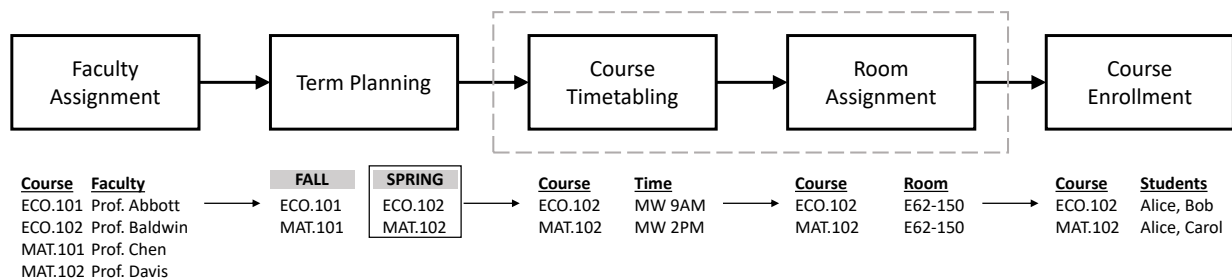 Faculty
Assignment
Term Planning
Course
Timetabling
Room
Assignment
Course
Enrollment
Course Faculty
ECO.101 Prof. Abbott
ECO.102 Prof. Baldwin
MAT.101 Prof. Chen
MAT.102 Prof. Davis
FALL
ECO.101
MAT.101
SPRING
ECO.102
MAT.102
Course Time
ECO.102 MW 9AM
MAT.102 MW 2PM
Course Room
ECO.102 E62-150
MAT.102 E62-150
Course Students
ECO.102 Alice, Bob
MAT.102 Alice, Carol